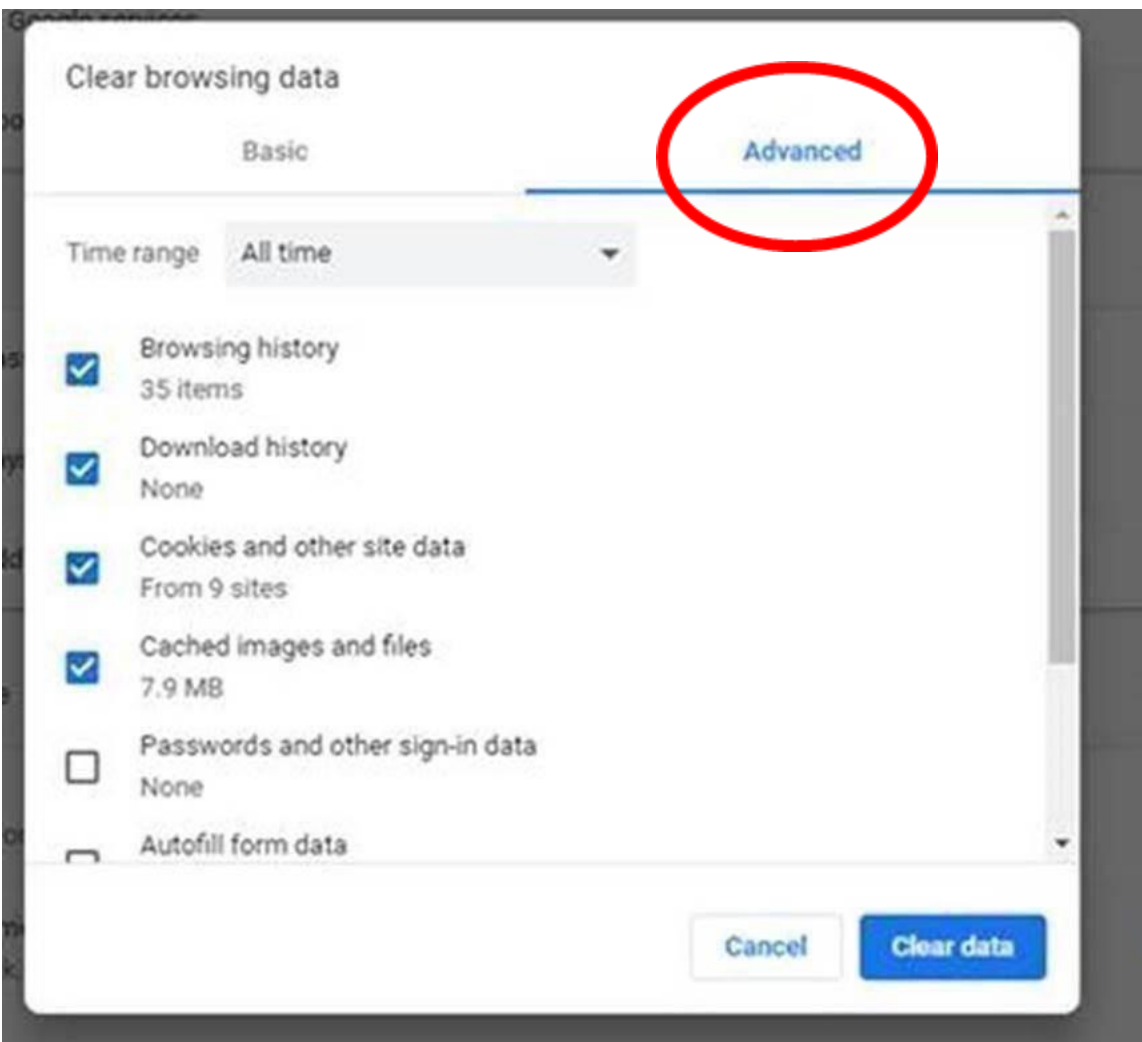 Google services
Clear browsing data
Basic
Advanced
Time range
All time
Browsing history
35 items
Download history
None
Cookies and other site data
From 9 sites
Cached images and files
7.9 MB
Passwords and other sign-in data
None
Autofill form data
Cancel
Clear data